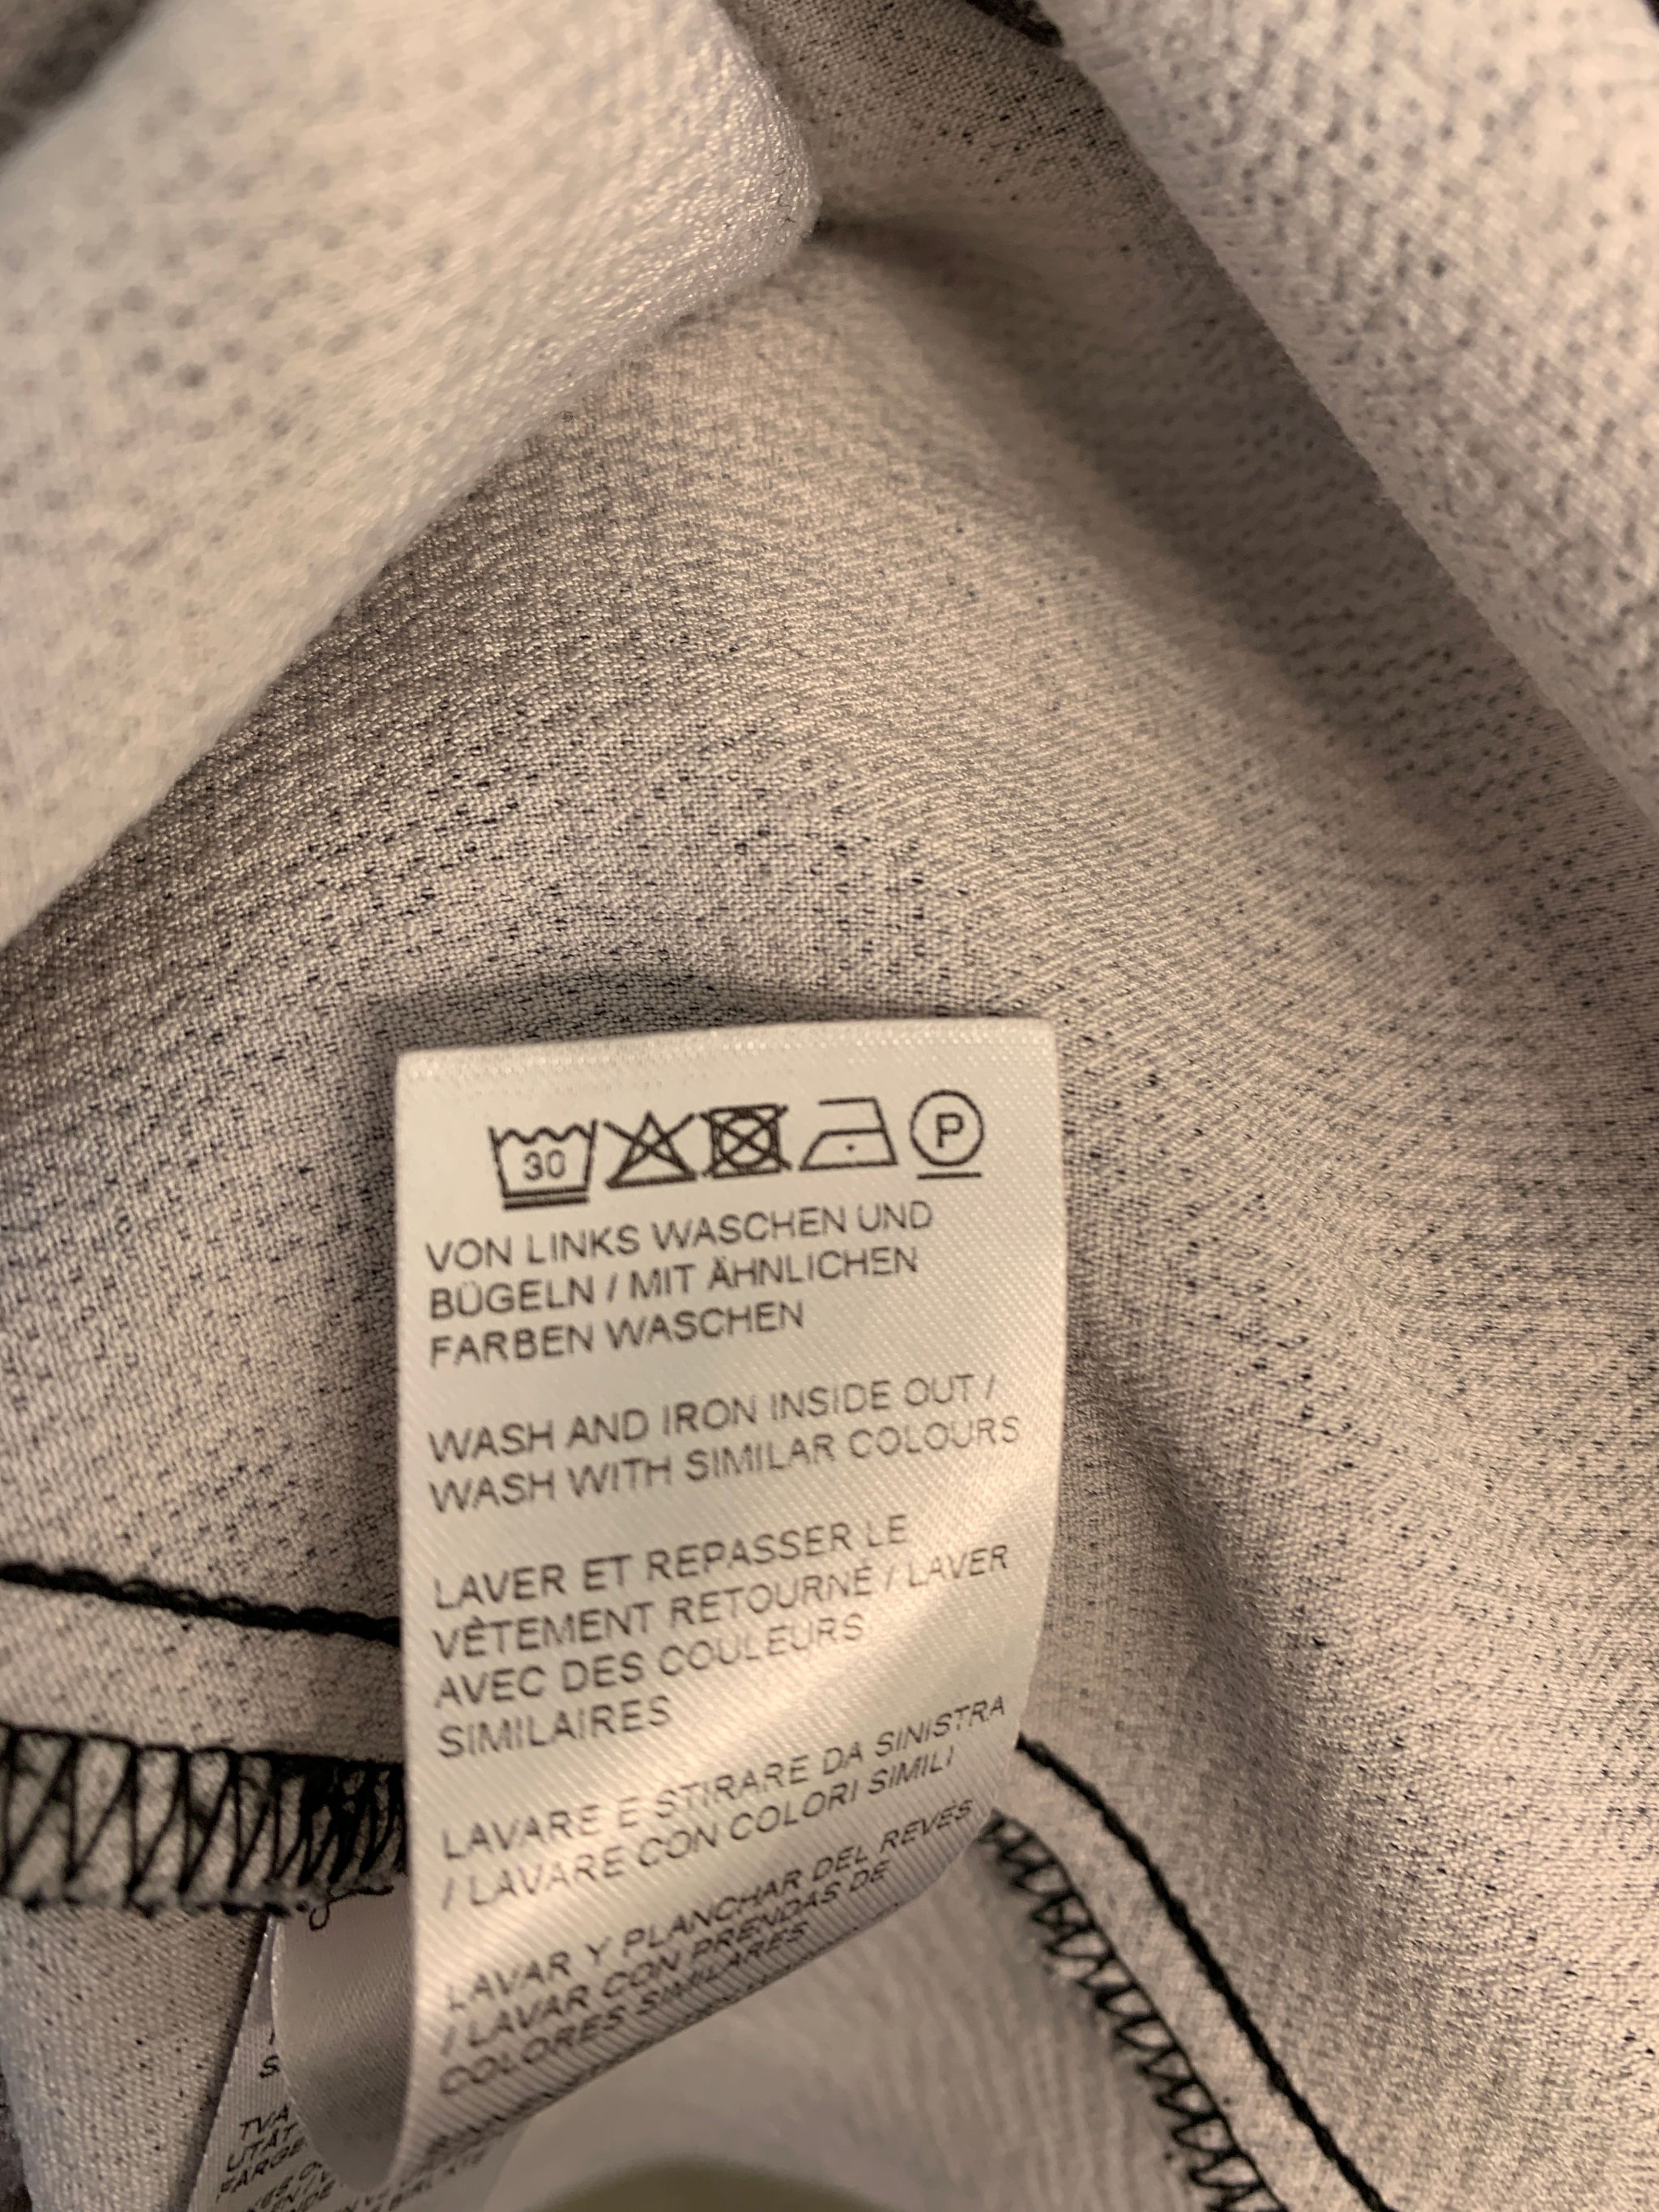 30 P
VON LINKS WASCHEN UND
BÜGELN / MIT ÄHNLICHEN
FARBEN WASCHEN
WASH AND IRON INSIDE OUT /
WASH WITH SIMILAR COLOURS
LAVER ET REPASSER LE
VÊTEMENT RETOURNÉ / LAVER
AVEC DES COULEURS
SIMILAIRES
LAVARE E STIRARE DA SINISTRA
/ LAVARE CON COLORI SIMILI
LAVAR Y PLANCHAR DEL REVÉS
/ LAVAR CON PRENDAS DE
COLORES SIMILARES